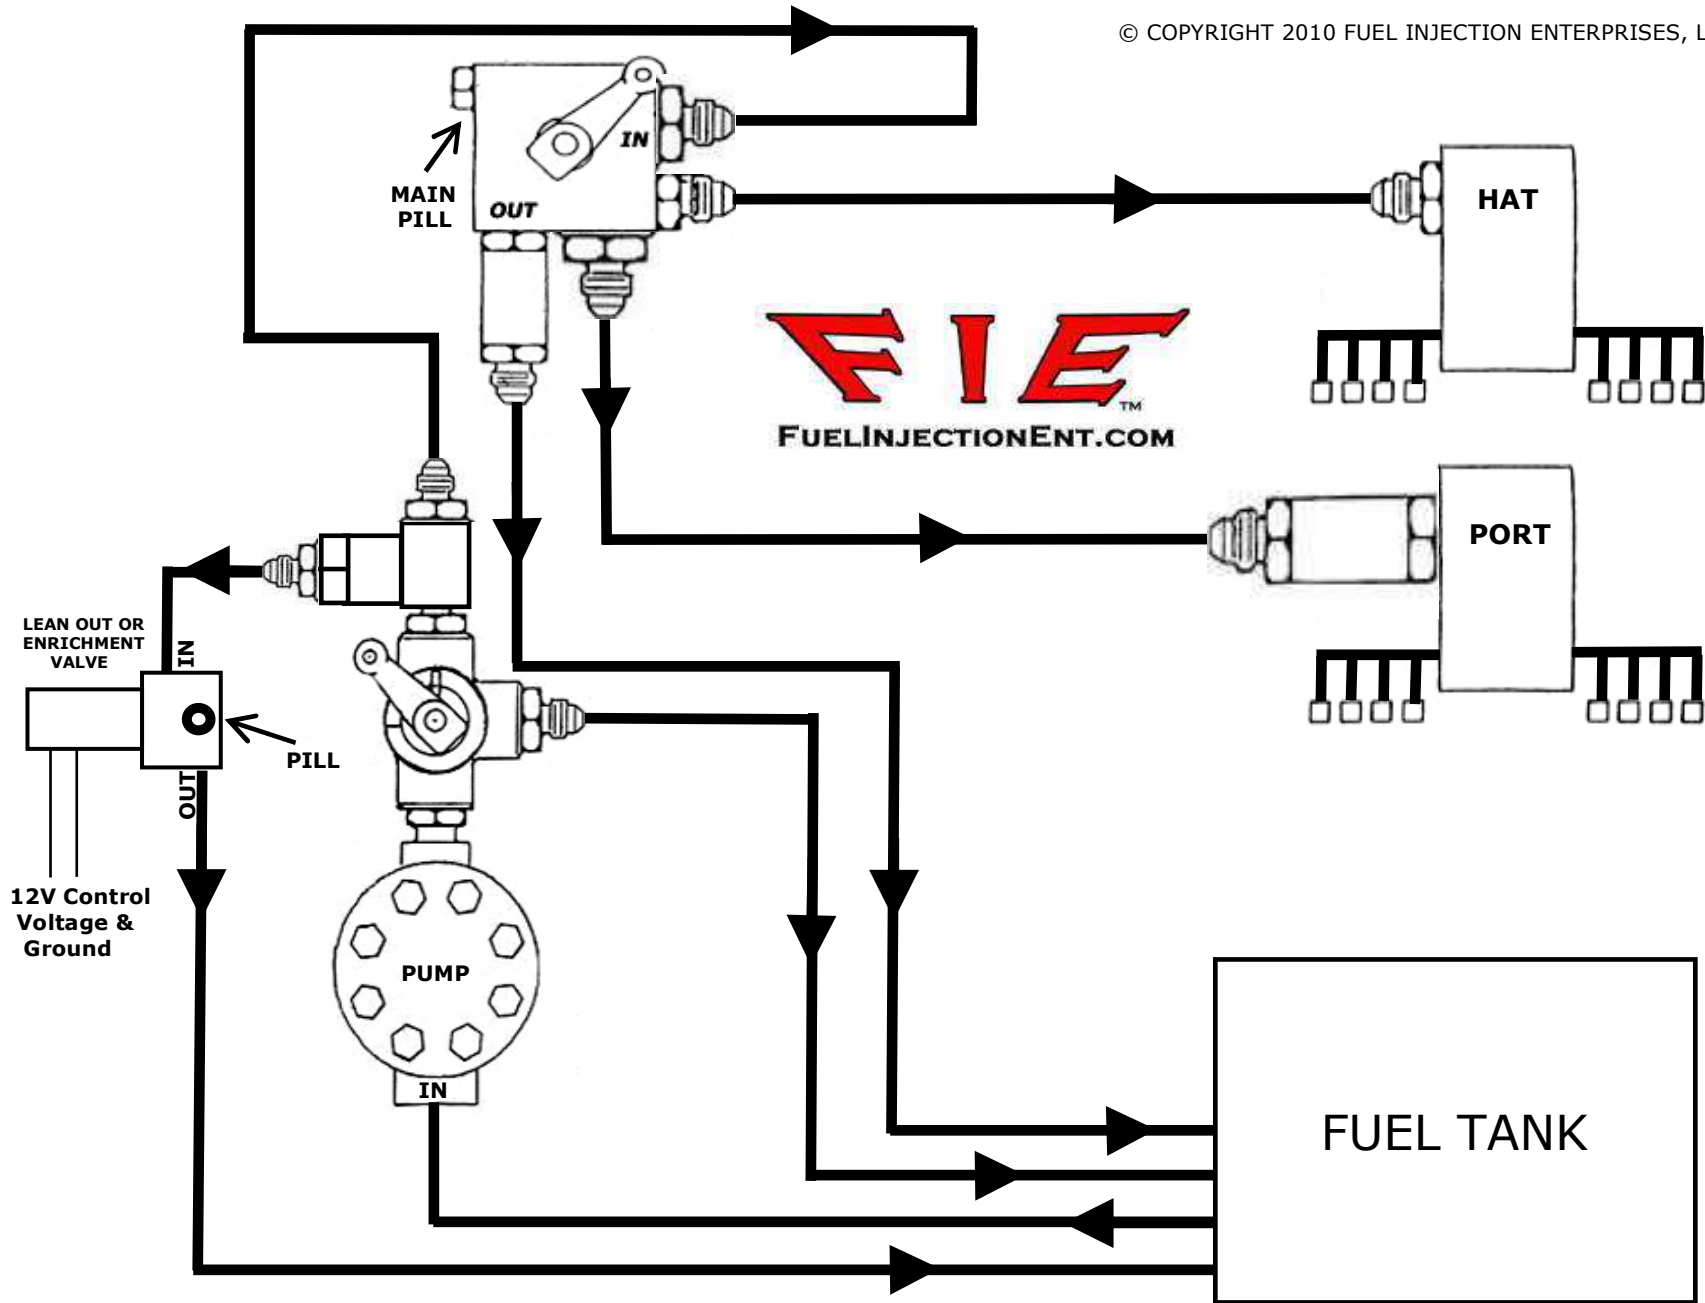 © COPYRIGHT 2010 FUEL INJECTION ENTERPRISES, L
IN
MAIN
PILL
OUT
HAT
FIE
TM
FUELINJECTIONENT.COM
PORT
LEAN OUT OR
ENRICHMENT
VALVE
IN
PILL
OUT
12V Control
Voltage &
Ground
PUMP
IN
FUEL TANK